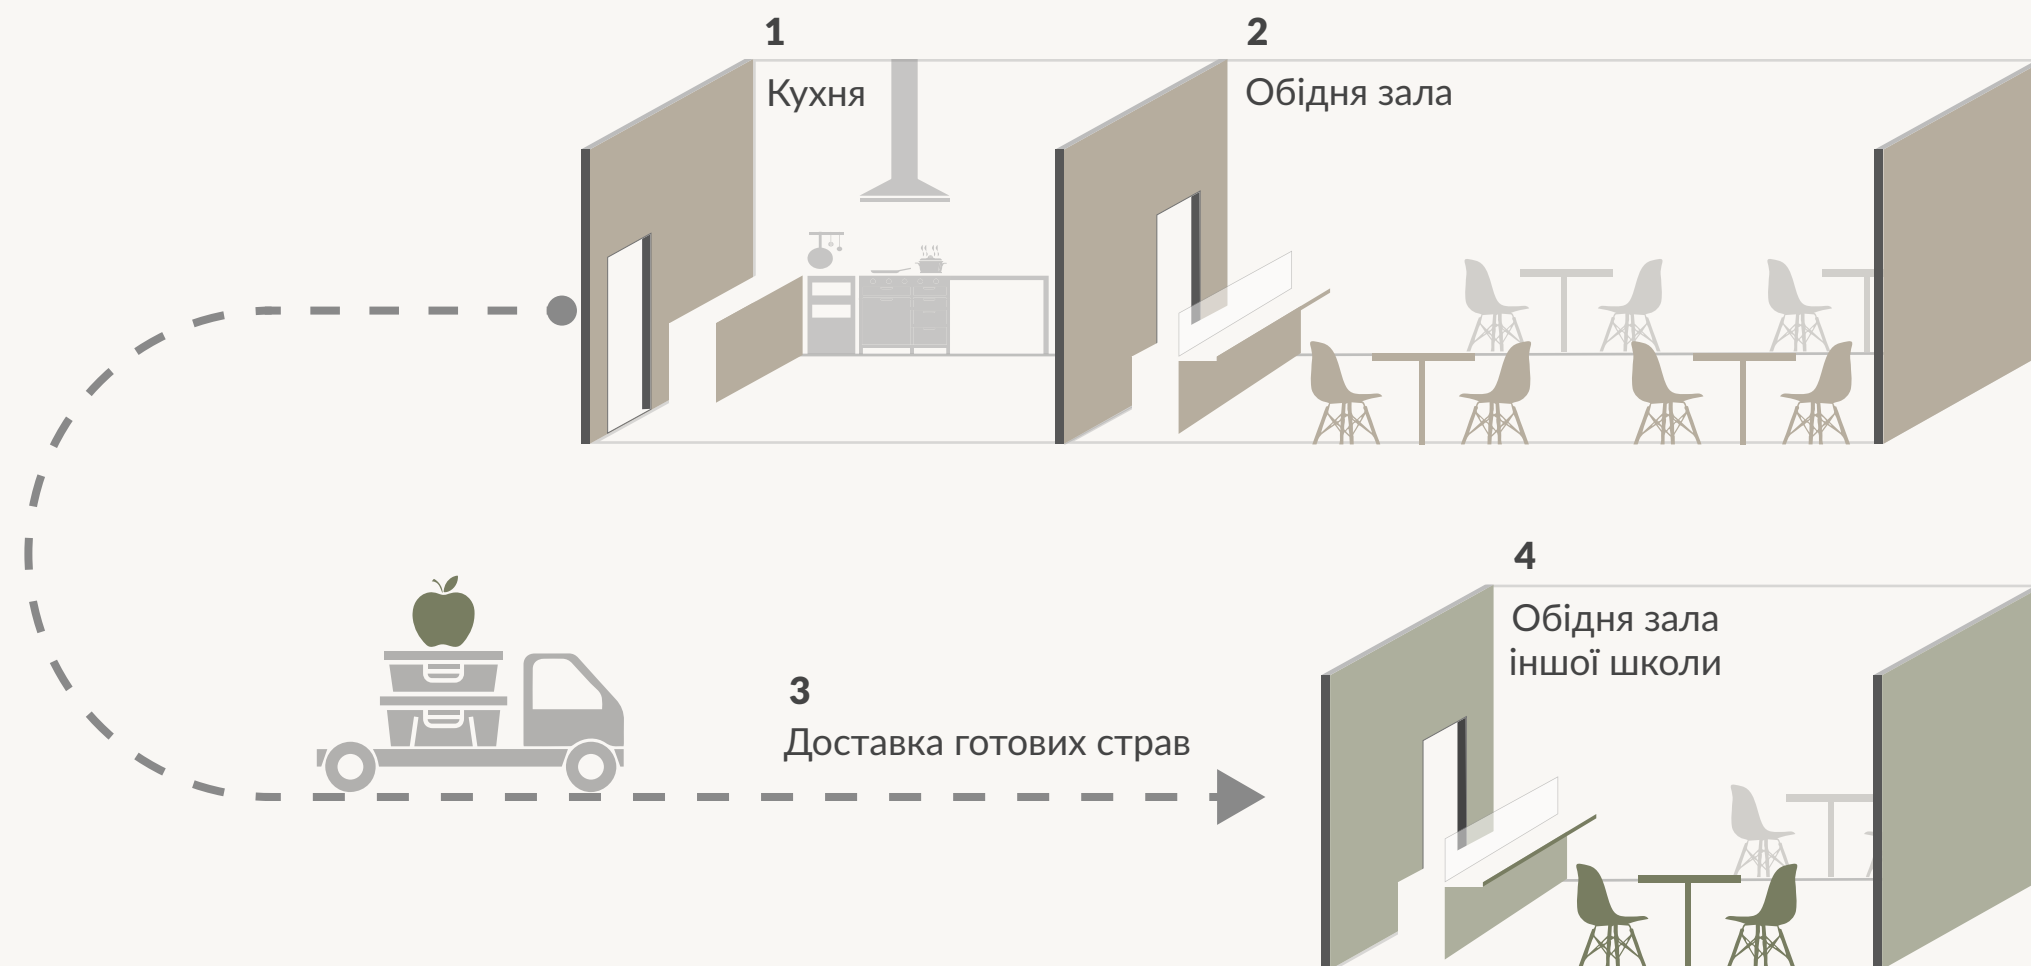 1
Кухня
2
Обідня зала
3
Доставка готових страв
4
Обідня зала
іншої школи